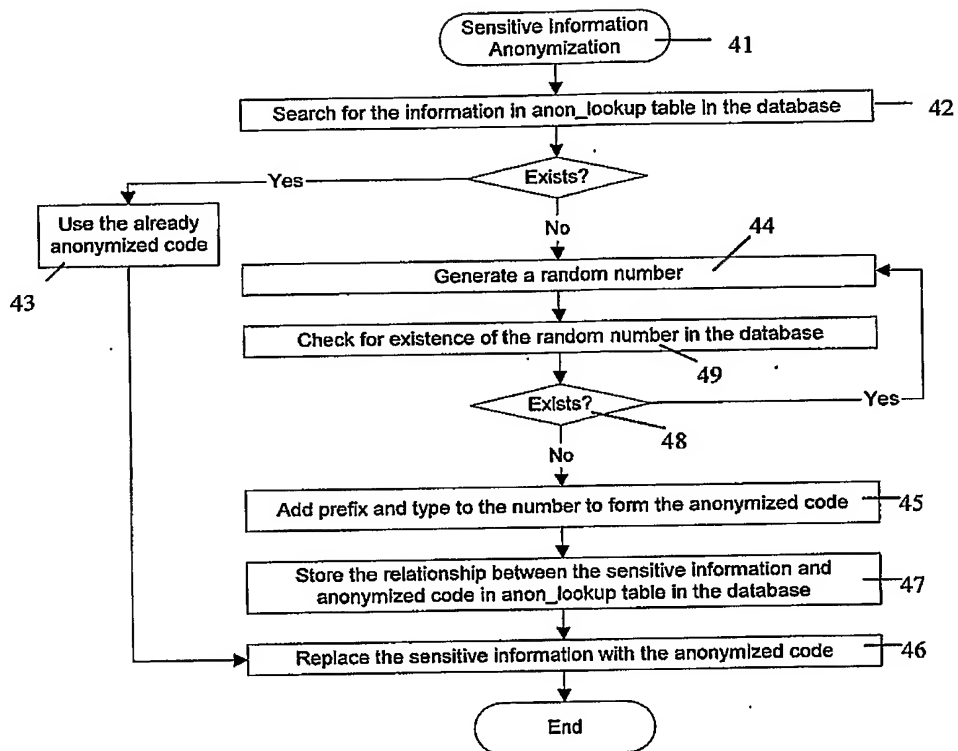 Sensitive Information
Anonymization
41
Search for the information in anon_lookup table in the database
42
Exists?
Yes
No
Use the already
anonymized code
43
44
Generate a random number
Check for existence of the random number in the database
49
Exists?
Yes
48
No
Add prefix and type to the number to form the anonymized code
45
Store the relationship between the sensitive information and
anonymized code in anon_lookup table in the database
47
Replace the sensitive information with the anonymized code
46
End